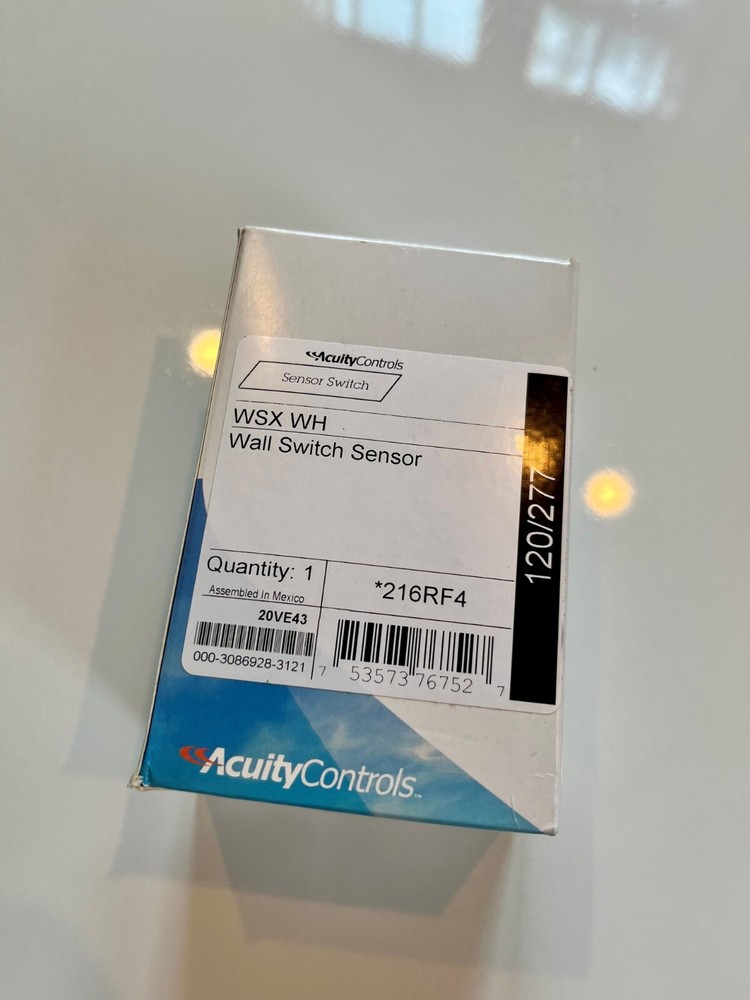 AcuityControls
Sensor Switch
WSX WH
Wall Switch Sensor
120/277
Quantity: 1
Assembled in Mexico
*216RF4
20VE43
000-3086928-3121
7 53573 76752 7
AcuityControls™